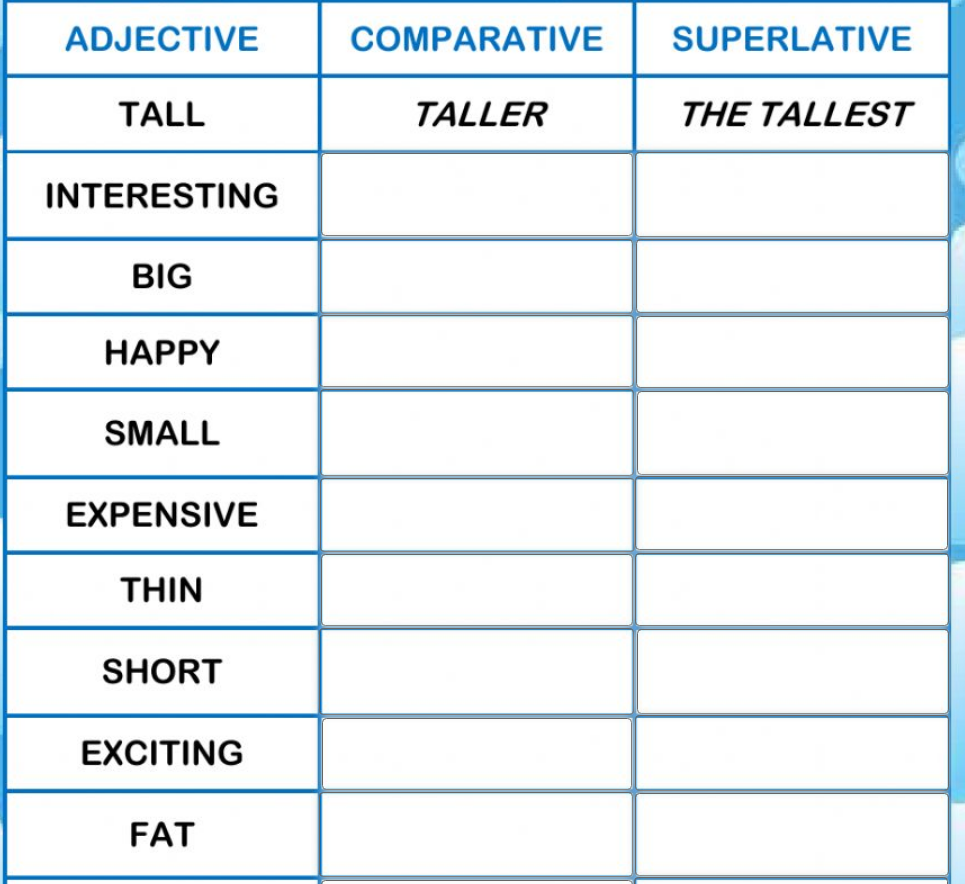 ADJECTIVE COMPARATIVE SUPERLATIVE
TALL TALLER THE TALLEST
INTERESTING
BIG
HAPPY
SMALL
EXPENSIVE
THIN
SHORT
EXCITING
FAT